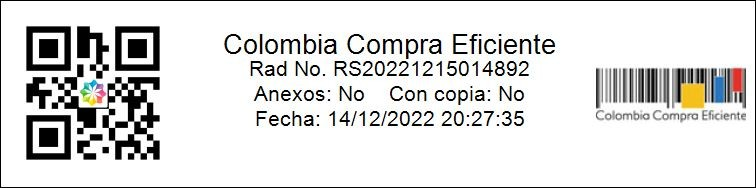 Colombia Compra Eficiente
Rad No. RS20221215014892
Anexos: No    Con copia: No
Fecha: 14/12/2022 20:27:35
Colombia Compra Eficiente